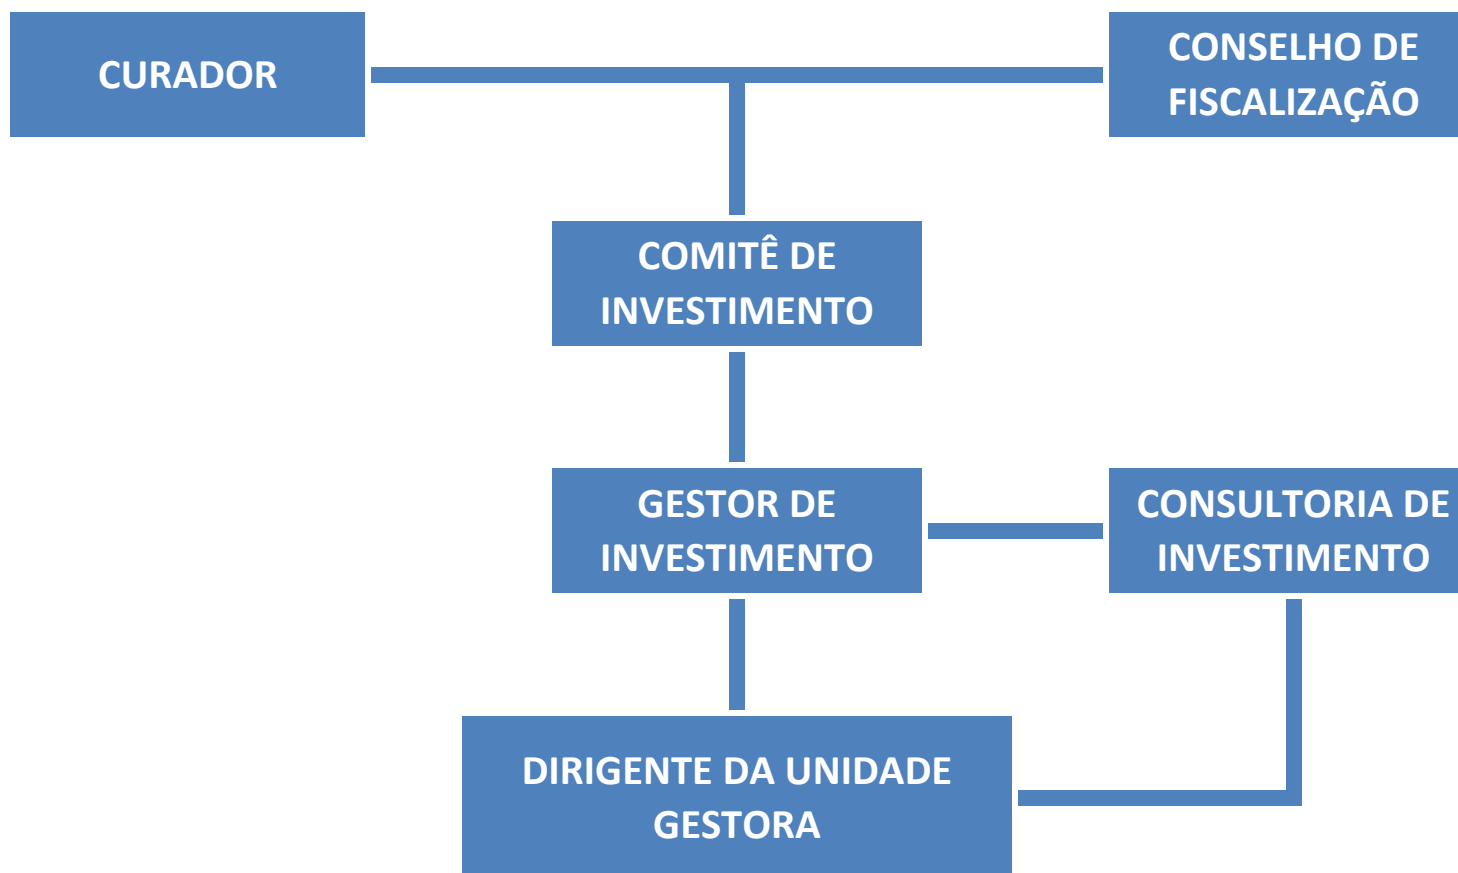 CURADOR
CONSELHO DE
FISCALIZAÇÃO
COMITÊ DE
INVESTIMENTO
GESTOR DE
INVESTIMENTO
CONSULTORIA DE
INVESTIMENTO
DIRIGENTE DA UNIDADE
GESTORA